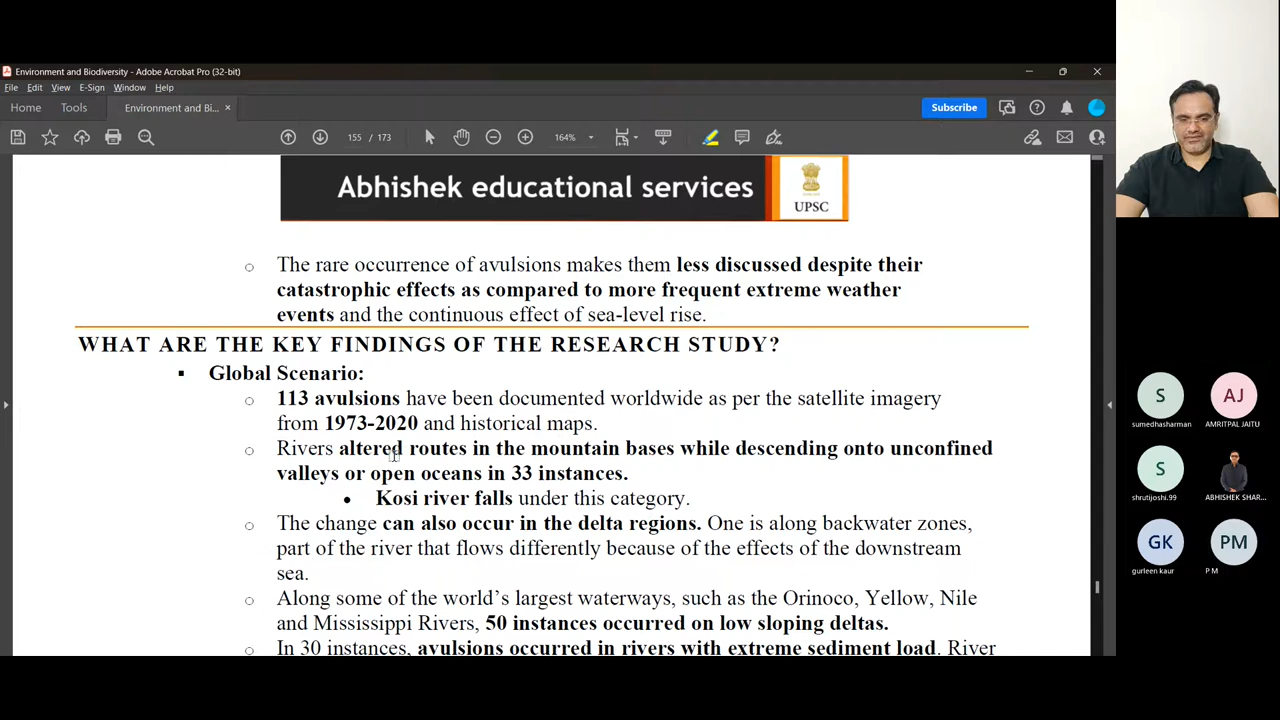 Environment and Biodiversity - Adobe Acrobat Pro (32-bit)
File Edit View E-Sign Window Help
Home Tools Environment and Bi... × Subscribe
155 / 173 164%
Abhishek educational services
UPSC
The rare occurrence of avulsions makes them less discussed despite their
catastrophic effects as compared to more frequent extreme weather
events and the continuous effect of sea-level rise.
WHAT ARE THE KEY FINDINGS OF THE RESEARCH STUDY?
Global Scenario:
113 avulsions have been documented worldwide as per the satellite imagery
from 1973-2020 and historical maps.
Rivers altered routes in the mountain bases while descending onto unconfined
valleys or open oceans in 33 instances.
Kosi river falls under this category.
The change can also occur in the delta regions. One is along backwater zones,
part of the river that flows differently because of the effects of the downstream
sea.
Along some of the world's largest waterways, such as the Orinoco, Yellow, Nile
and Mississippi Rivers, 50 instances occurred on low sloping deltas.
In 30 instances, avulsions occurred in rivers with extreme sediment load. River
S AJ
sumedhasharman AMRITPAL JAITU
S
shrutijoshi.99 ABHISHEK SHAR...
GK PM
gurleen kaur P M